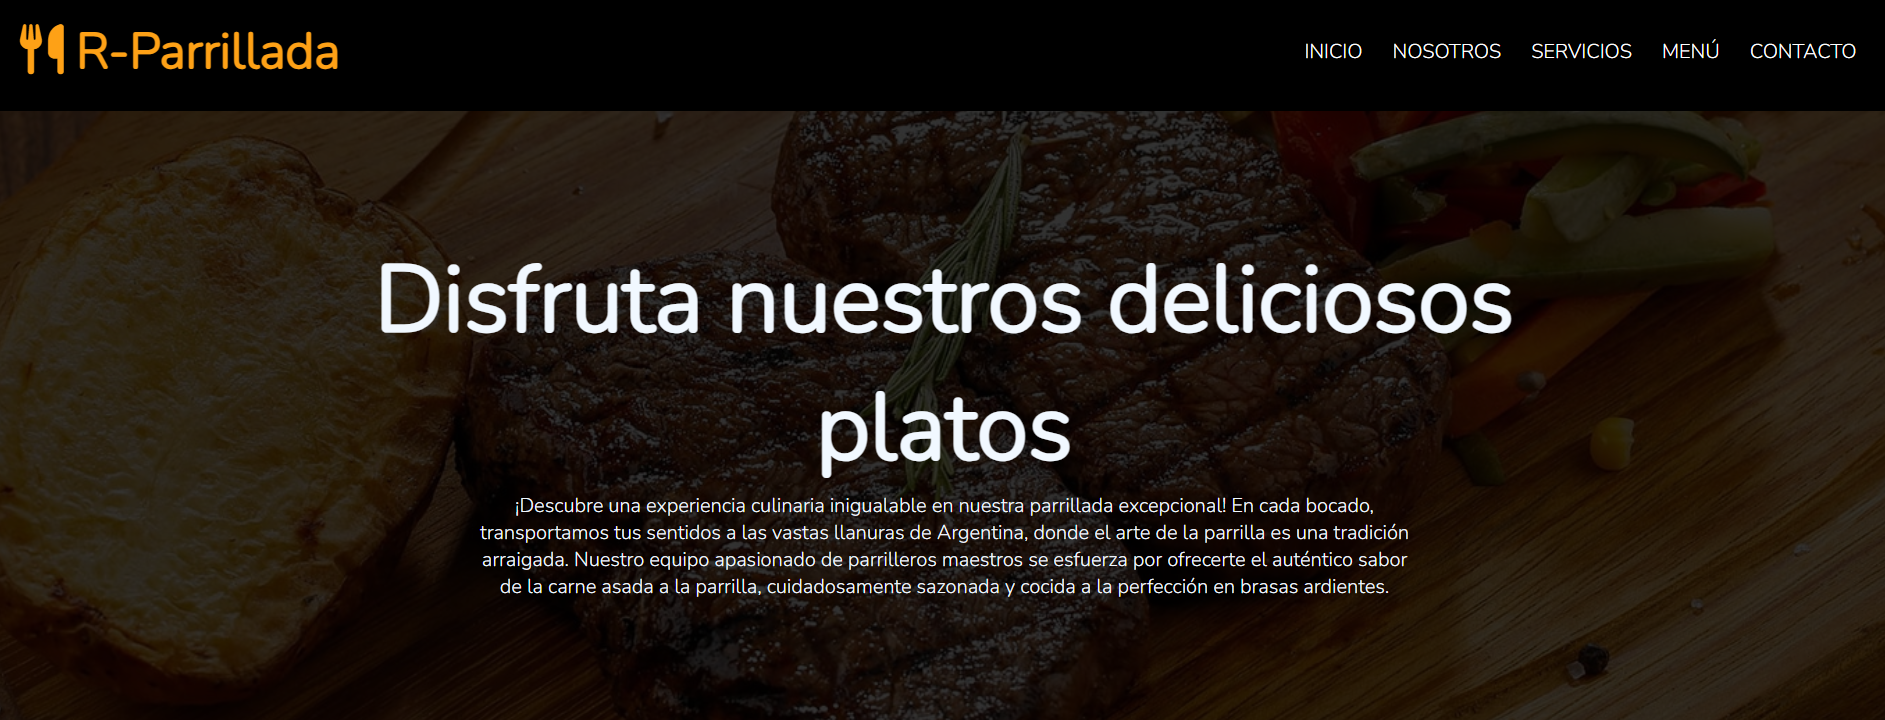 R-Parrillada
INICIO NOSOTROS SERVICIOS MENÚ CONTACTO
Disfruta nuestros deliciosos
platos
¡Descubre una experiencia culinaria inigualable en nuestra parrillada excepcional! En cada bocado,
transportamos tus sentidos a las vastas llanuras de Argentina, donde el arte de la parrilla es una tradición
arraigada. Nuestro equipo apasionado de parrilleros maestros se esfuerza por ofrecerte el auténtico sabor
de la carne asada a la parrilla, cuidadosamente sazonada y cocida a la perfección en brasas ardientes.